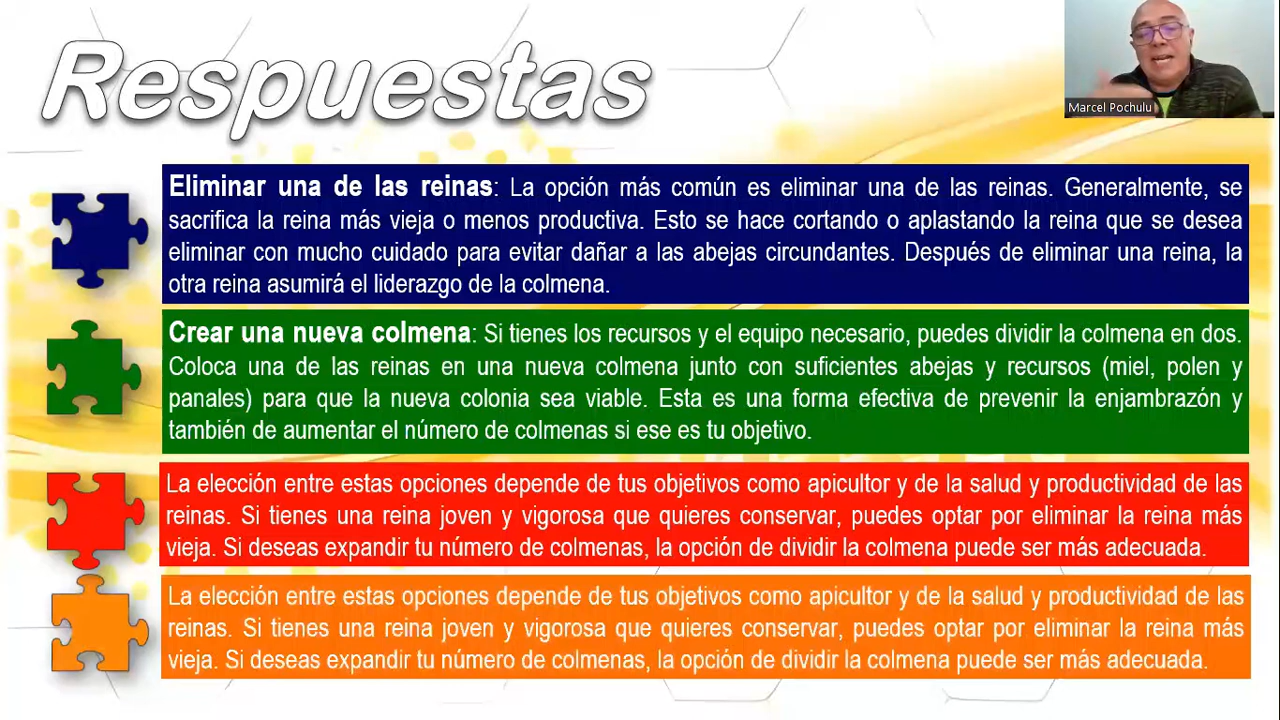 Respuestas
Marcel Pochulu
Eliminar una de las reinas: La opción más común es eliminar una de las reinas. Generalmente, se
sacrifica la reina más vieja o menos productiva. Esto se hace cortando o aplastando la reina que se desea
eliminar con mucho cuidado para evitar dañar a las abejas circundantes. Después de eliminar una reina, la
otra reina asumirá el liderazgo de la colmena.
Crear una nueva colmena: Si tienes los recursos y el equipo necesario, puedes dividir la colmena en dos.
Coloca una de las reinas en una nueva colmena junto con suficientes abejas y recursos (miel, polen y
panales) para que la nueva colonia sea viable. Esta es una forma efectiva de prevenir la enjambrazón y
también de aumentar el número de colmenas si ese es tu objetivo.
La elección entre estas opciones depende de tus objetivos como apicultor y de la salud y productividad de las
reinas. Si tienes una reina joven y vigorosa que quieres conservar, puedes optar por eliminar la reina más
vieja. Si deseas expandir tu número de colmenas, la opción de dividir la colmena puede ser más adecuada.
La elección entre estas opciones depende de tus objetivos como apicultor y de la salud y productividad de las
reinas. Si tienes una reina joven y vigorosa que quieres conservar, puedes optar por eliminar la reina más
vieja. Si deseas expandir tu número de colmenas, la opción de dividir la colmena puede ser más adecuada.